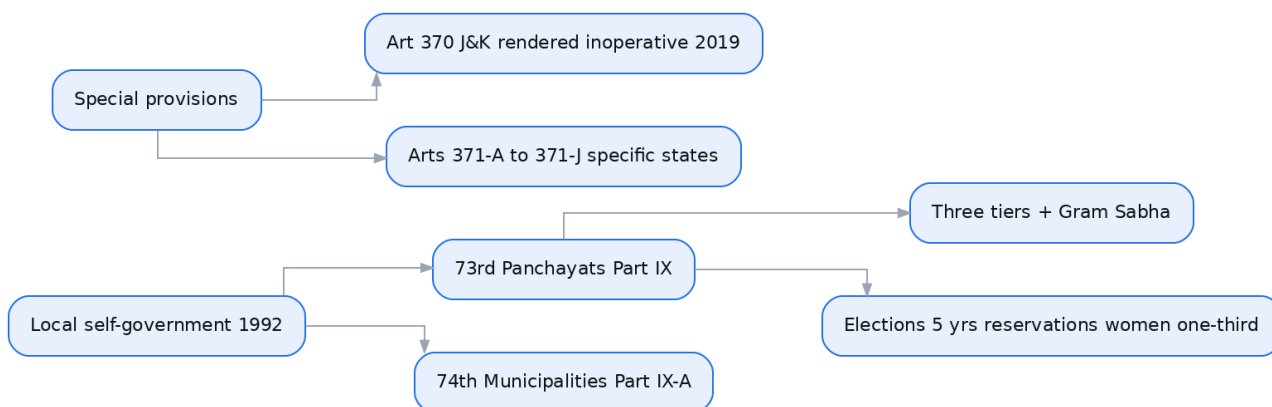 Art 370 J&K rendered inoperative 2019
Special provisions
Arts 371-A to 371-J specific states
Three tiers + Gram Sabha
73rd Panchayats Part IX
Local self-government 1992
Elections 5 yrs reservations women one-third
74th Municipalities Part IX-A